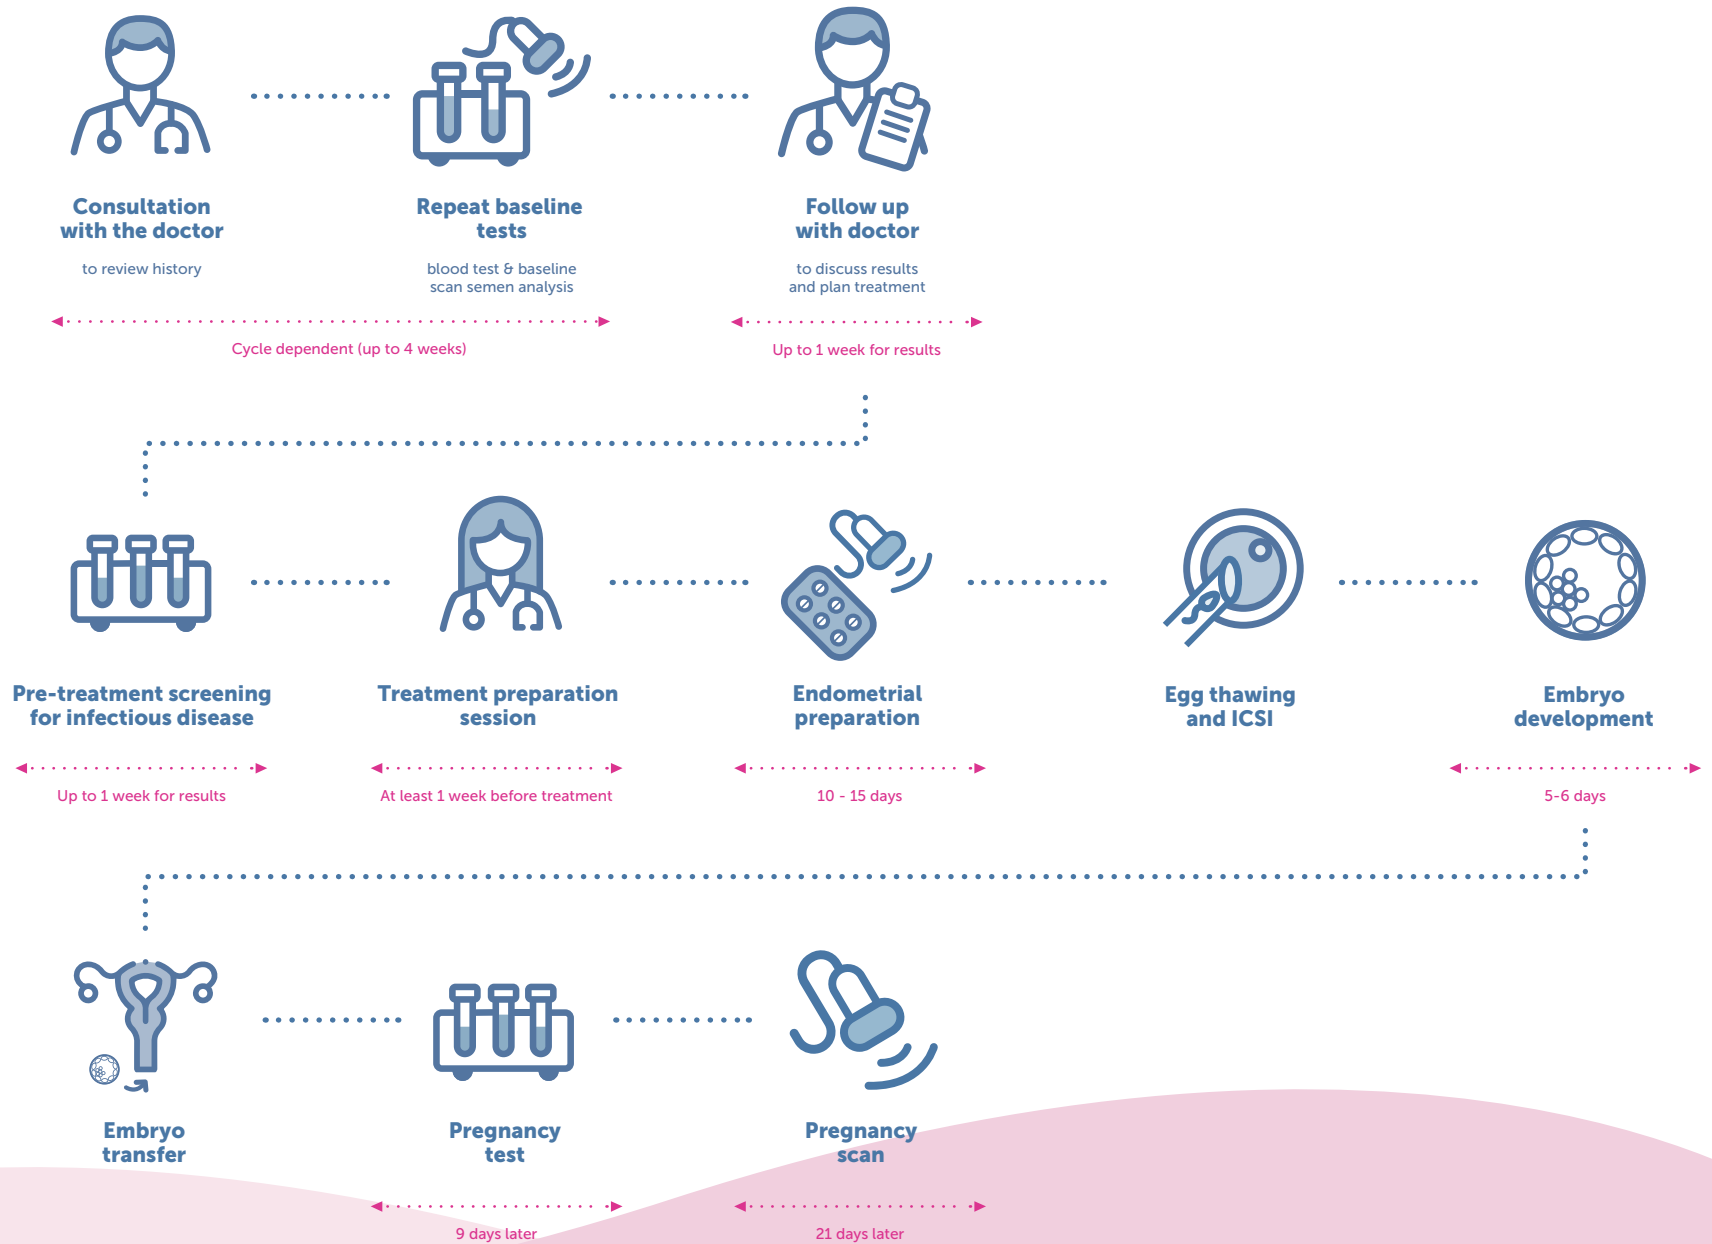 Consultation
with the doctor
to review history
Repeat baseline
tests
blood test & baseline
scan semen analysis
Follow up
with doctor
to discuss results
and plan treatment
Cycle dependent (up to 4 weeks)
Up to 1 week for results
Pre-treatment screening
for infectious disease
Up to 1 week for results
Treatment preparation
session
At least 1 week before treatment
Endometrial
preparation
10 - 15 days
Egg thawing
and ICSI
Embryo
development
5-6 days
Embryo
transfer
Pregnancy
test
9 days later
Pregnancy
scan
21 days later